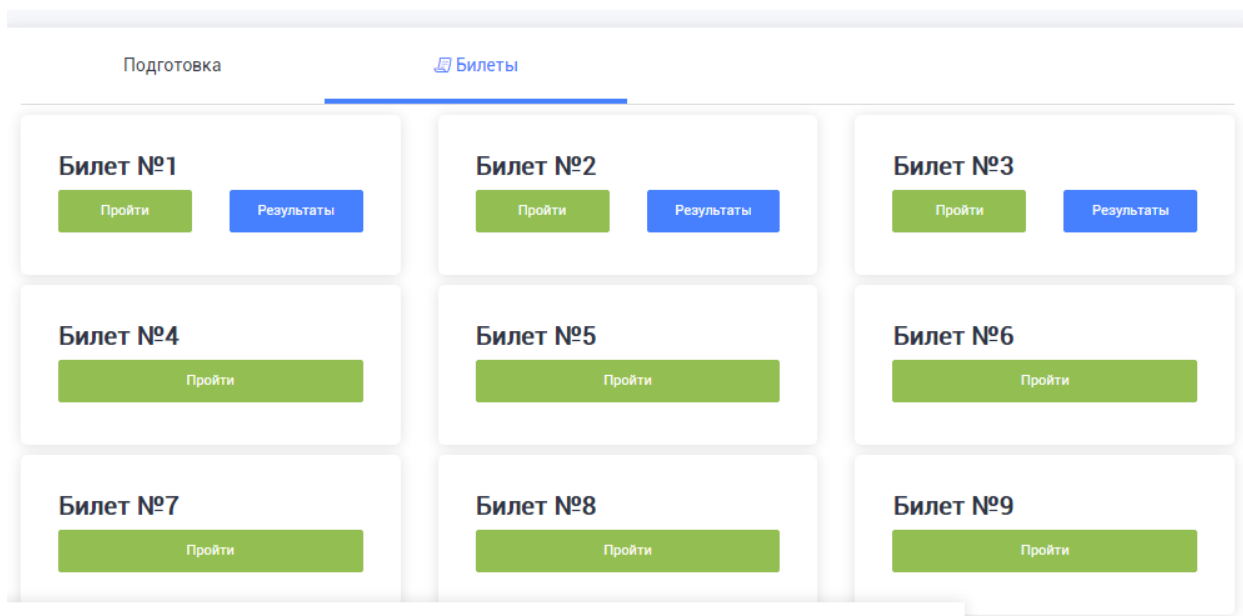 Подготовка
Билеты
Билет №1
Пройти
Результаты
Билет №2
Пройти
Результаты
Билет №3
Пройти
Результаты
Билет №4
Пройти
Билет №5
Пройти
Билет №6
Пройти
Билет №7
Пройти
Билет №8
Пройти
Билет №9
Пройти